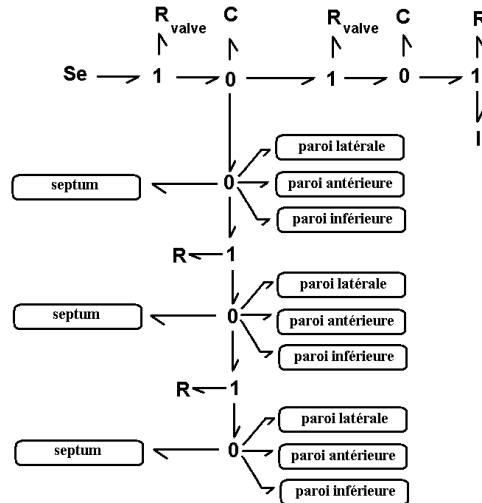 R valve C R valve C R
Se 1 0 1 0 1
I
paroi latérale
septum 0 paroi antérieure
paroi inférieure
R 1
paroi latérale
septum 0 paroi antérieure
paroi inférieure
R 1
paroi latérale
septum 0 paroi antérieure
paroi inférieure